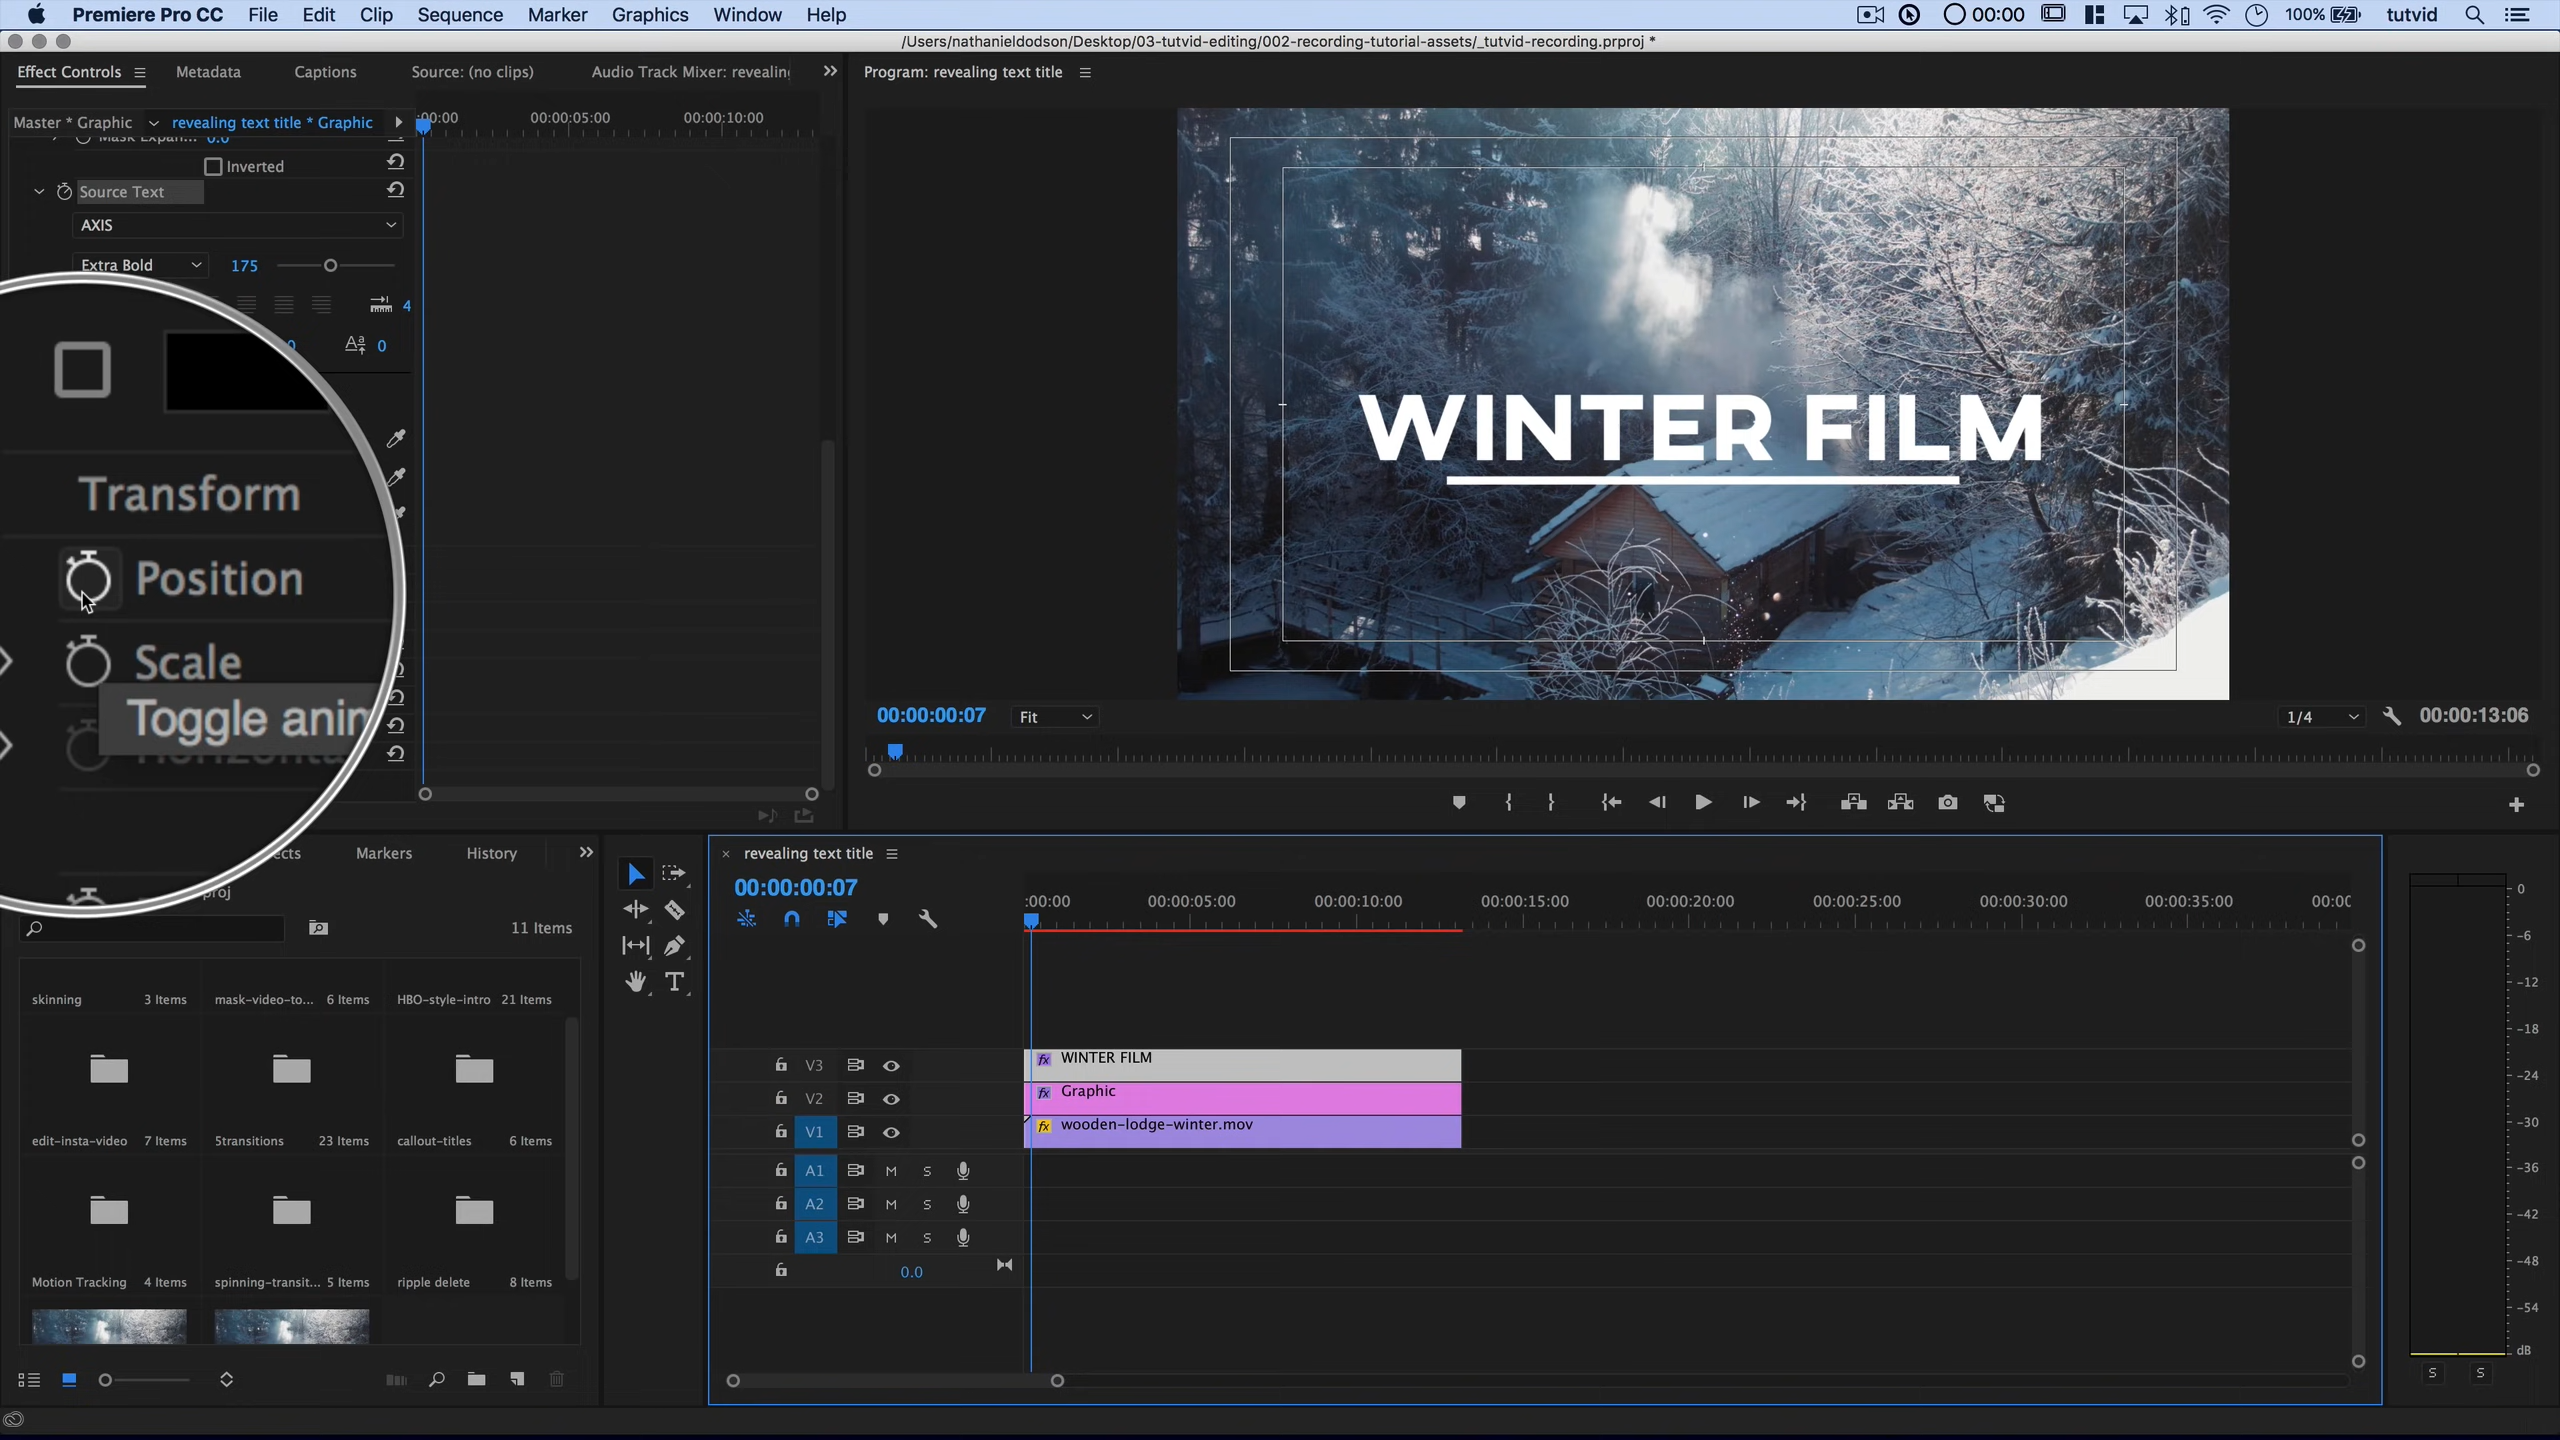 Premiere Pro CC File Edit Clip Sequence Marker Graphics Window Help 00:00 100% tutvid
/Users/nathanieldodson/Desktop/03-tutvid-editing/002-recording-tutorial-assets/_tutvid-recording.prproj *
Effect Controls Metadata Captions Source: (no clips) Audio Track Mixer: revealing
Program: revealing text title
Master * Graphic revealing text title * Graphic
:00:00 00:00:05:00 00:00:10:00
Mask Expan... 0.0
Inverted
Source Text
AXIS
Extra Bold 175
4
0 0
Transform
Position
Scale
Toggle anim
Horizonta
WINTER FILM
00:00:00:07 Fit 1/4 00:00:13:06
ects Markers History
proj
11 Items
skinning 3 Items mask-video-to... 6 Items HBO-style-intro 21 Items
edit-insta-video 7 Items 5transitions 23 Items callout-titles 6 Items
Motion Tracking 4 Items spinning-transit... 5 Items ripple delete 8 Items
revealing text title
00:00:00:07
:00:00 00:00:05:00 00:00:10:00 00:00:15:00 00:00:20:00 00:00:25:00 00:00:30:00 00:00:35:00 00:00
V3 fx WINTER FILM
V2 fx Graphic
V1 fx wooden-lodge-winter.mov
A1 M S
A2 M S
A3 M S
0.0
0
-6
-12
-18
-24
-30
-36
-42
-48
-54
dB
S S